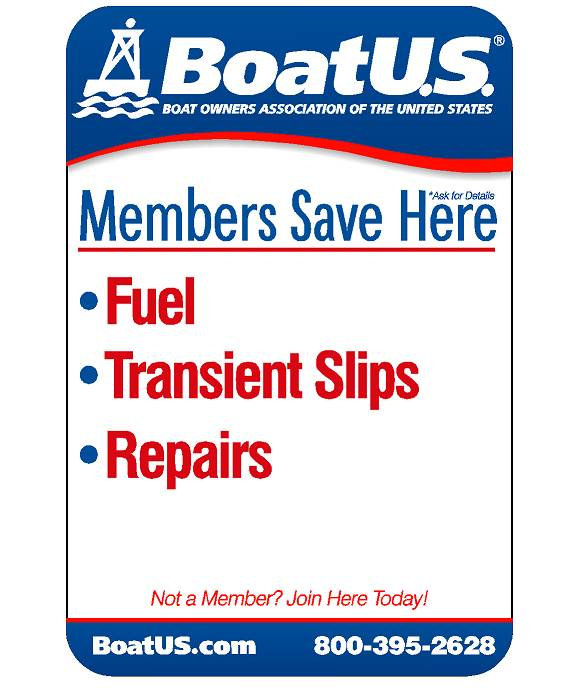 BoatU.S.®
BOAT OWNERS ASSOCIATION OF THE UNITED STATES
*Ask for Details
Members Save Here
• Fuel
• Transient Slips
• Repairs
Not a Member? Join Here Today!
BoatUS.com 800-395-2628